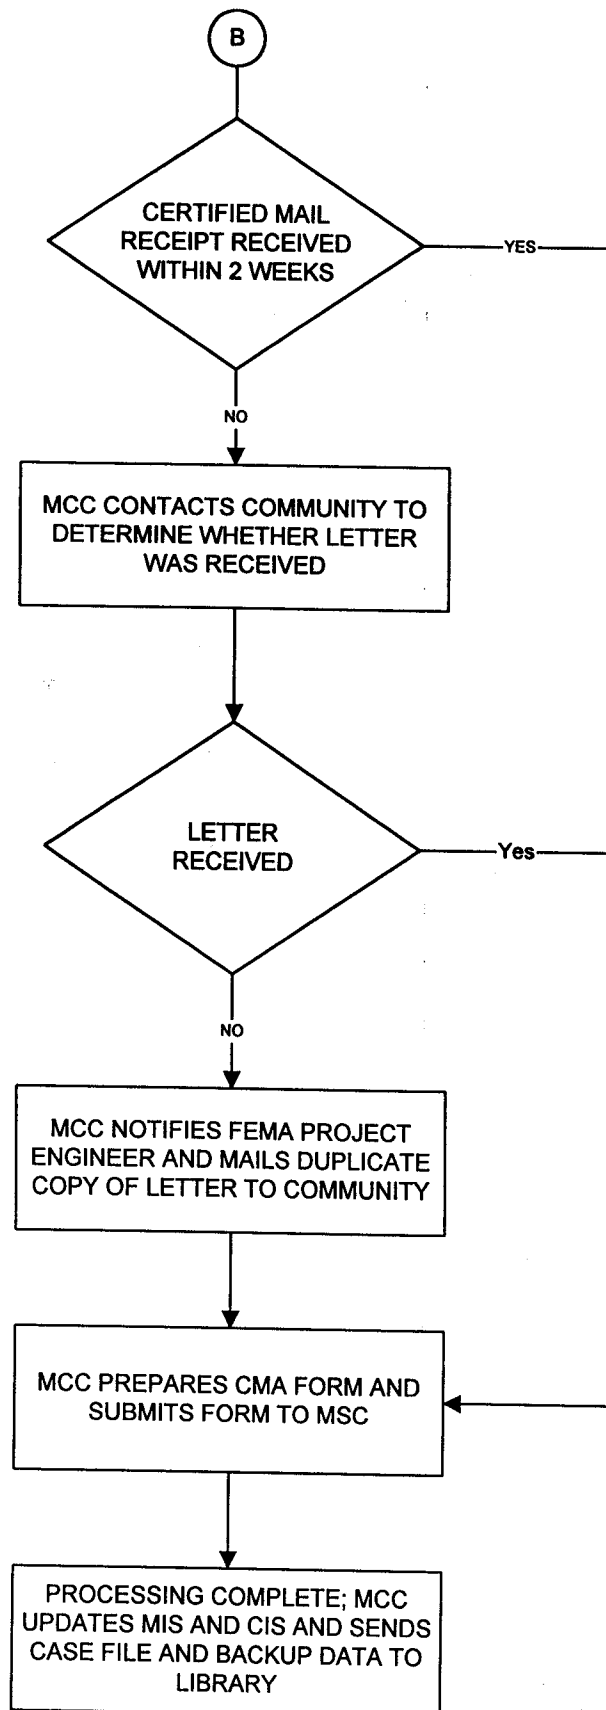 B
CERTIFIED MAIL
RECEIPT RECEIVED
WITHIN 2 WEEKS
YES
NO
MCC CONTACTS COMMUNITY TO
DETERMINE WHETHER LETTER
WAS RECEIVED
LETTER
RECEIVED
Yes
NO
MCC NOTIFIES FEMA PROJECT
ENGINEER AND MAILS DUPLICATE
COPY OF LETTER TO COMMUNITY
MCC PREPARES CMA FORM AND
SUBMITS FORM TO MSC
PROCESSING COMPLETE; MCC
UPDATES MIS AND CIS AND SENDS
CASE FILE AND BACKUP DATA TO
LIBRARY